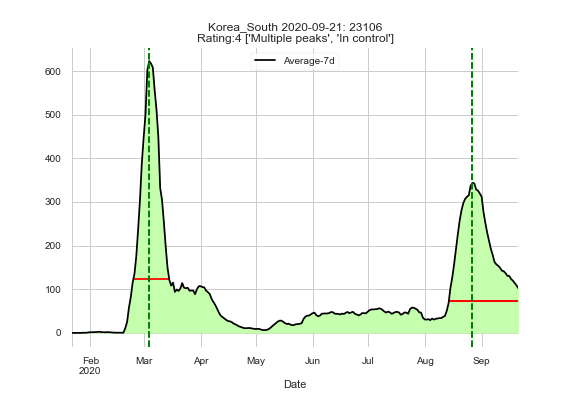 Korea_South 2020-09-21: 23106
Rating:4 ['Multiple peaks', 'In control']
Average-7d
600
500
400
300
200
100
0
Feb Mar Apr May Jun Jul Aug Sep
2020
Date